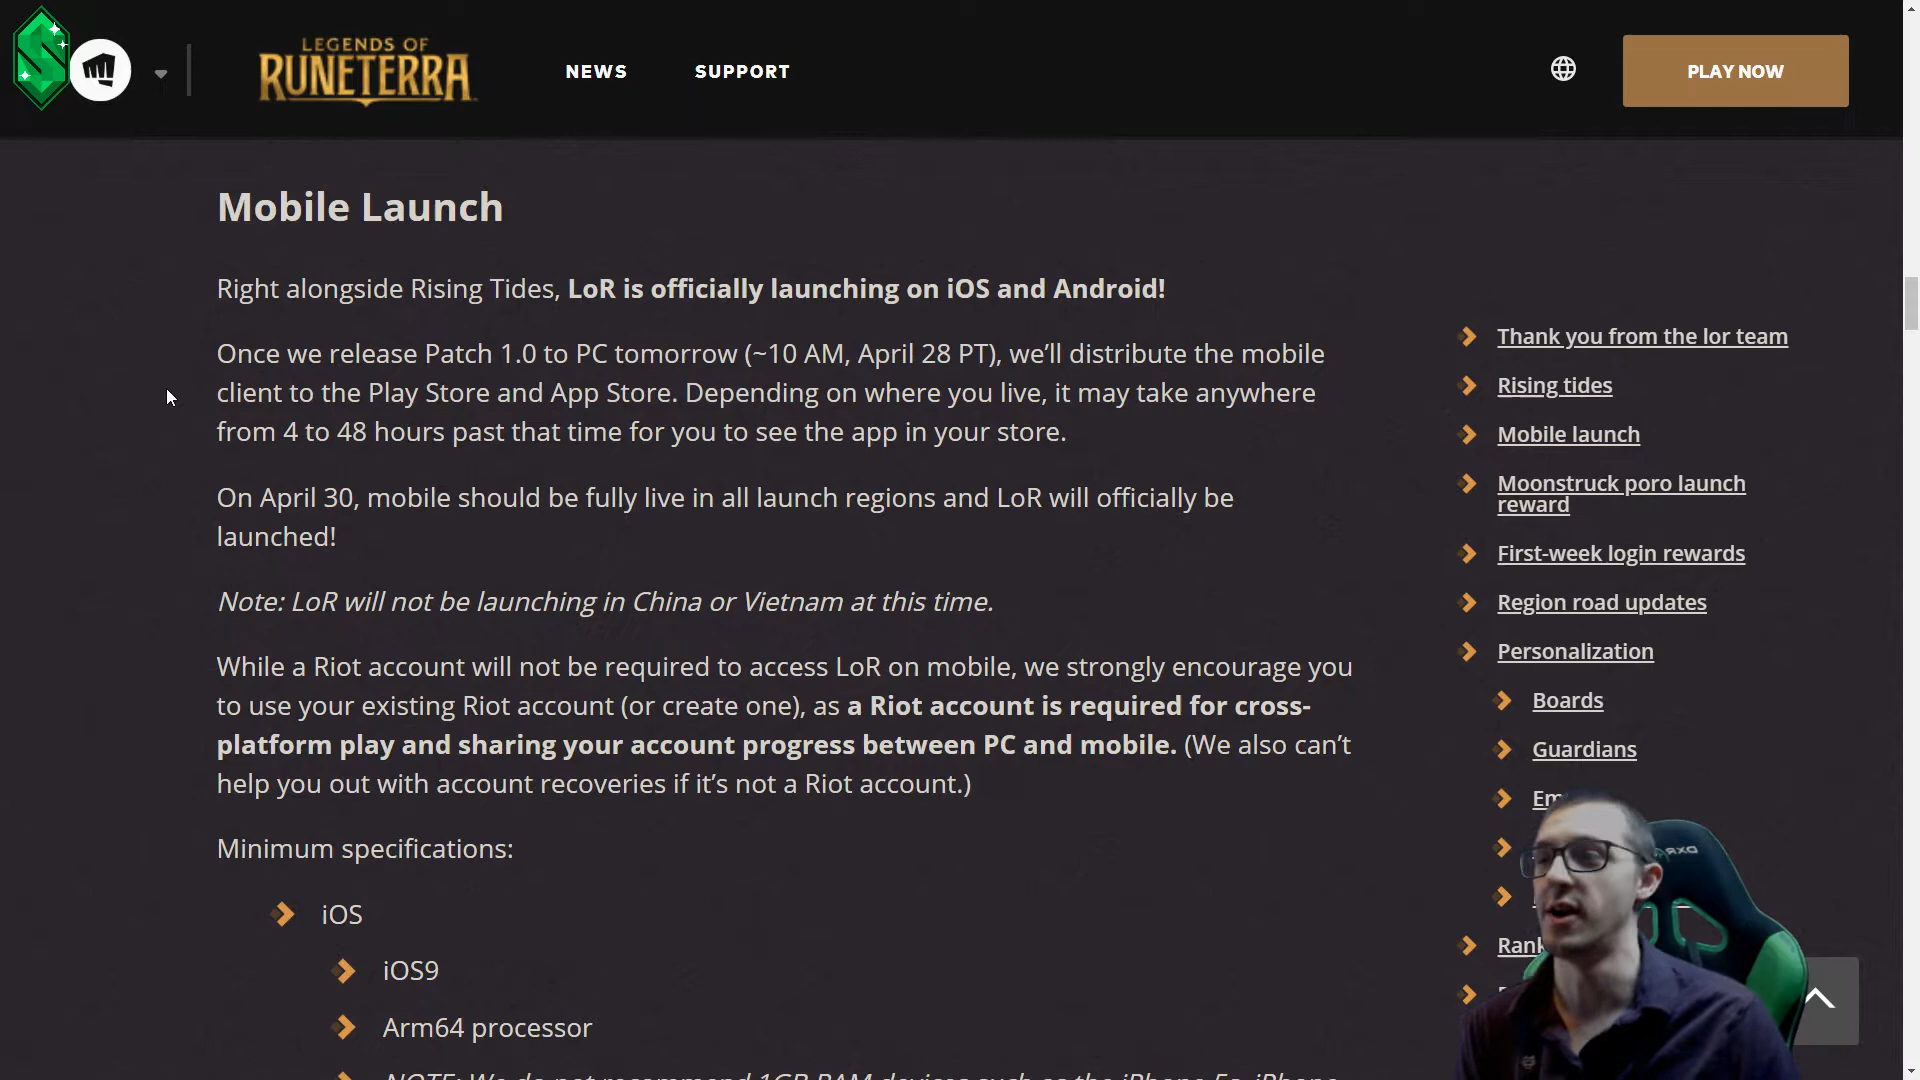 LEGENDS OF
RUNETERRA
NEWS
SUPPORT
PLAY NOW
Mobile Launch
Right alongside Rising Tides, LoR is officially launching on iOS and Android!
Once we release Patch 1.0 to PC tomorrow (~10 AM, April 28 PT), we’ll distribute the mobile
client to the Play Store and App Store. Depending on where you live, it may take anywhere
from 4 to 48 hours past that time for you to see the app in your store.
On April 30, mobile should be fully live in all launch regions and LoR will officially be
launched!
Note: LoR will not be launching in China or Vietnam at this time.
While a Riot account will not be required to access LoR on mobile, we strongly encourage you
to use your existing Riot account (or create one), as a Riot account is required for cross-
platform play and sharing your account progress between PC and mobile. (We also can’t
help you out with account recoveries if it’s not a Riot account.)
Minimum specifications:
iOS
iOS9
Arm64 processor
NOTE: We do not recommend 1GB RAM devices such as the iPhone 5s, iPhone
Thank you from the lor team
Rising tides
Mobile launch
Moonstruck poro launch
reward
First-week login rewards
Region road updates
Personalization
Boards
Guardians
Em
Rank
DXR